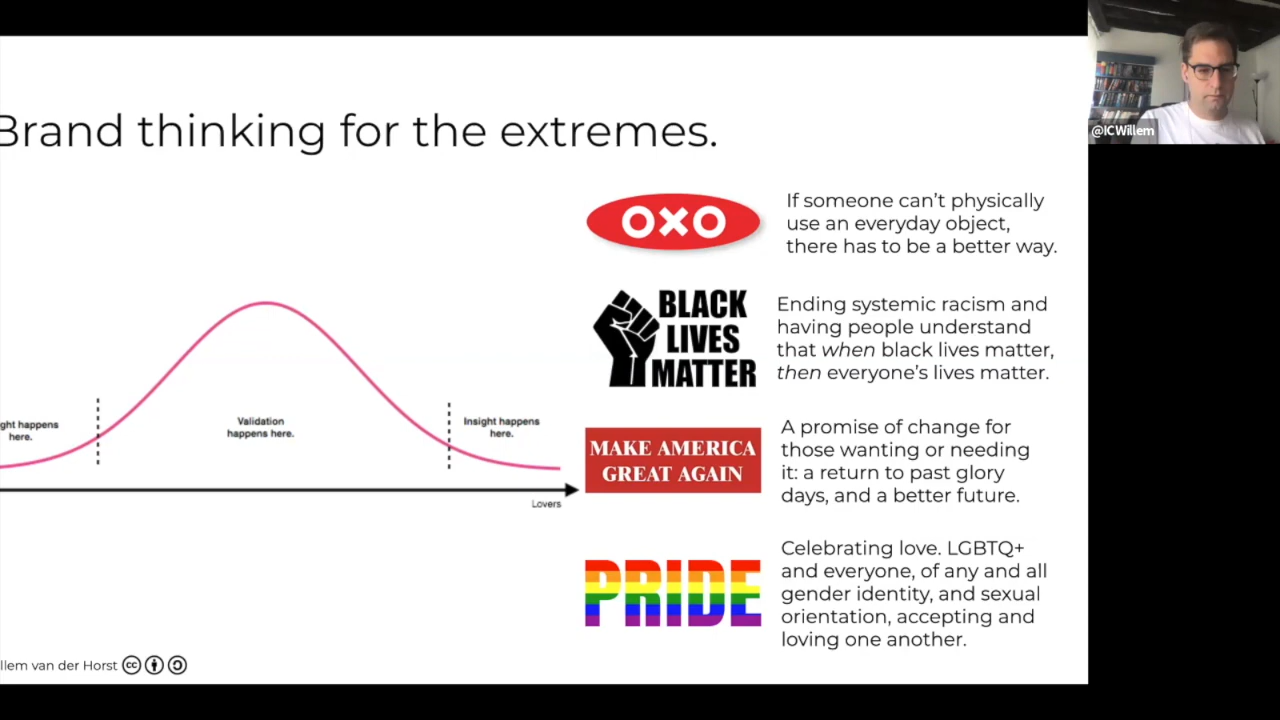 Brand thinking for the extremes.
@ICWillem
OXO
If someone can't physically
use an everyday object,
there has to be a better way.
BLACK
LIVES
MATTER
Ending systemic racism and
having people understand
that when black lives matter,
then everyone's lives matter.
ght happens
here.
Validation
happens here.
Insight happens
here.
Lovers
MAKE AMERICA
GREAT AGAIN
A promise of change for
those wanting or needing
it: a return to past glory
days, and a better future.
PRIDE
Celebrating love. LGBTQ+
and everyone, of any and all
gender identity, and sexual
orientation, accepting and
loving one another.
llem van der Horst
cc